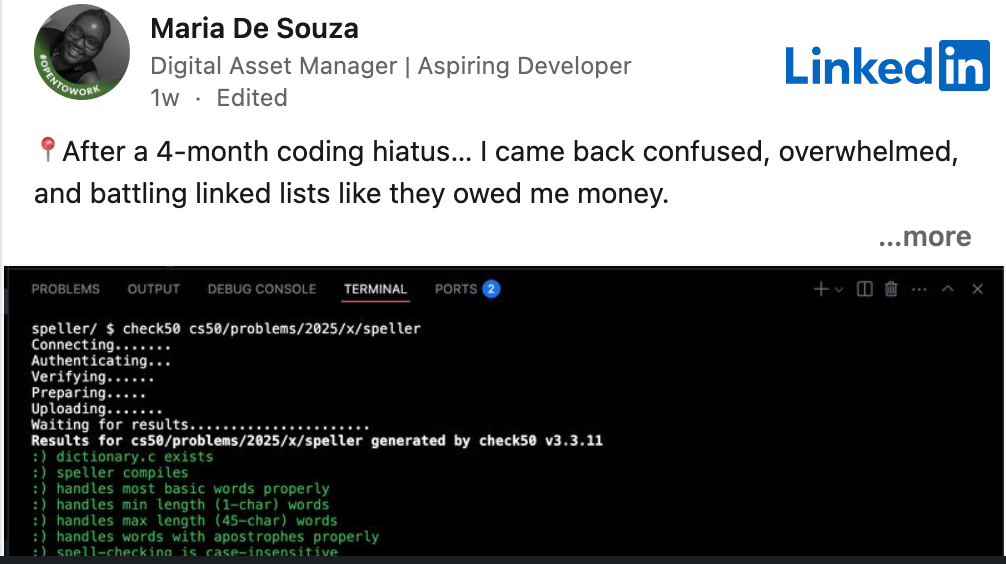 Maria De Souza
Digital Asset Manager | Aspiring Developer
1w · Edited
#OPENTOWORK
LinkedIn
📍After a 4-month coding hiatus... I came back confused, overwhelmed,
and battling linked lists like they owed me money.
...more
PROBLEMS OUTPUT DEBUG CONSOLE TERMINAL PORTS 2
speller/ $ check50 cs50/problems/2025/x/speller
Connecting.......
Authenticating...
Verifying......
Preparing.....
Uploading.......
Waiting for results.....................
Results for cs50/problems/2025/x/speller generated by check50 v3.3.11
:) dictionary.c exists
:) speller compiles
:) handles most basic words properly
:) handles min length (1-char) words
:) handles max length (45-char) words
:) handles words with apostrophes properly
:) spell-checking is case-insensitive